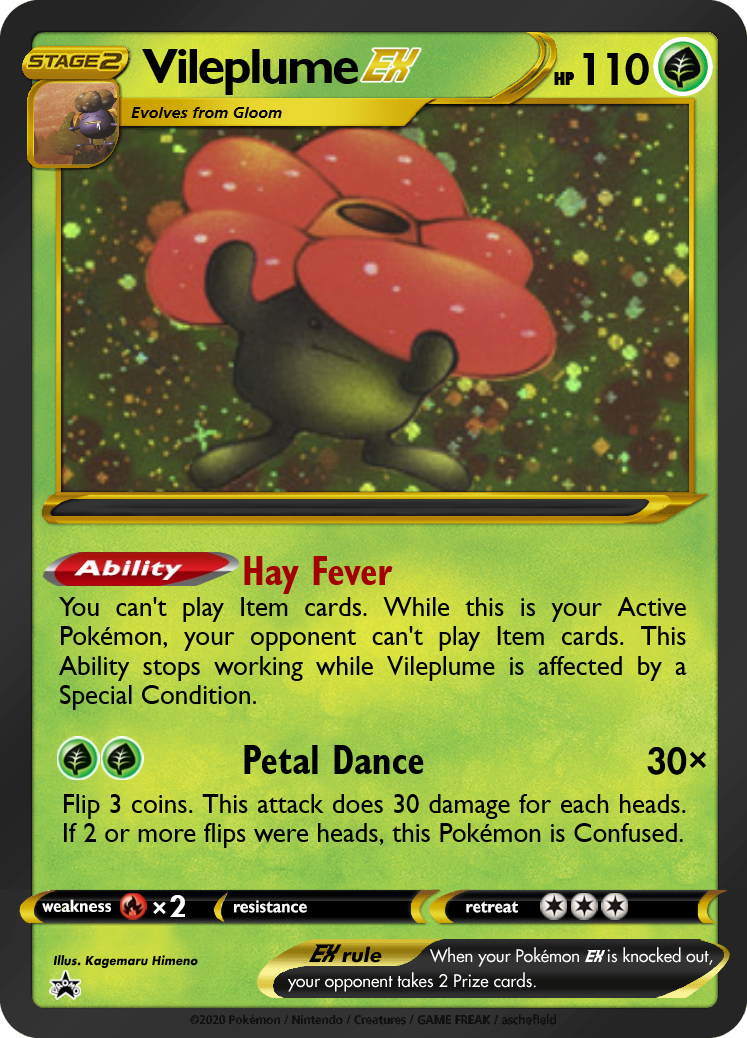 STAGE2
Vileplume EX
HP 110
Evolves from Gloom
Ability Hay Fever
You can't play Item cards. While this is your Active
Pokémon, your opponent can't play Item cards. This
Ability stops working while Vileplume is affected by a
Special Condition.
Petal Dance 30×
Flip 3 coins. This attack does 30 damage for each heads.
If 2 or more flips were heads, this Pokémon is Confused.
weakness ×2 resistance retreat
Illus. Kagemaru Himeno
EX rule When your Pokémon EX is knocked out,
your opponent takes 2 Prize cards.
PROMO
©2020 Pokémon / Nintendo / Creatures / GAME FREAK / aschefield